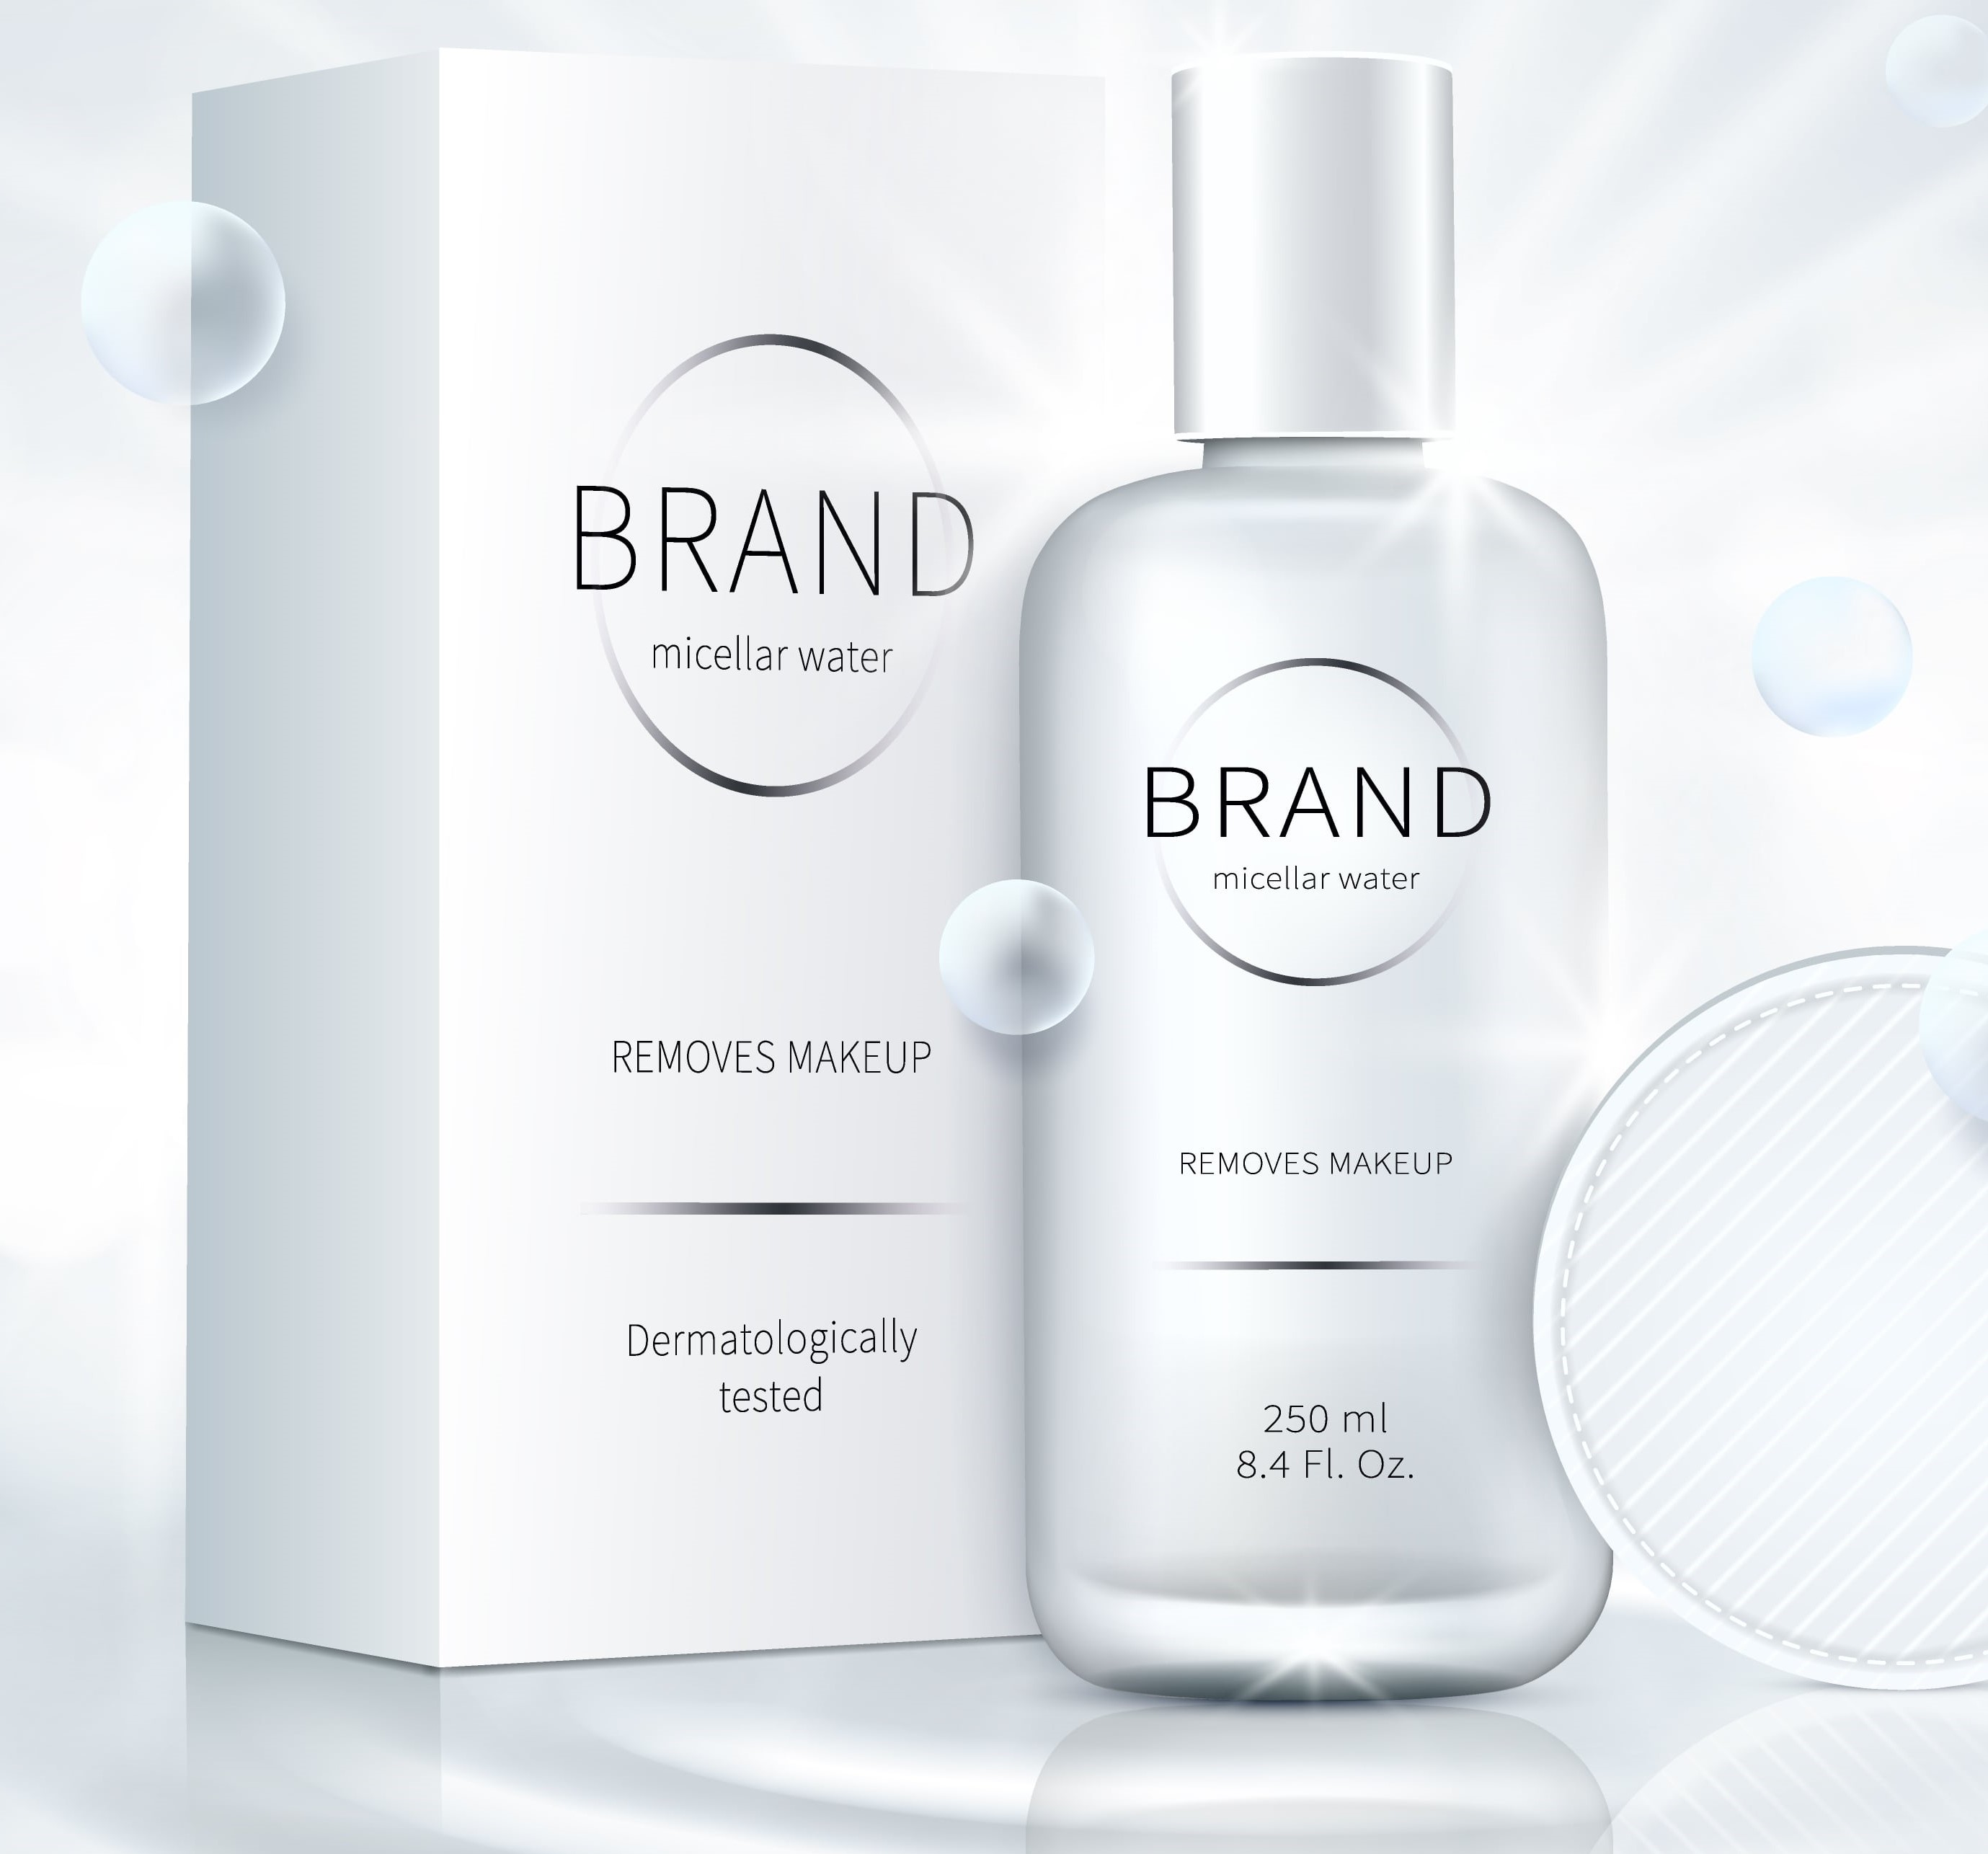 BRAND
micellar water
REMOVES MAKEUP
Dermatologically
tested
BRAND
micellar water
REMOVES MAKEUP
250 ml
8.4 Fl. Oz.